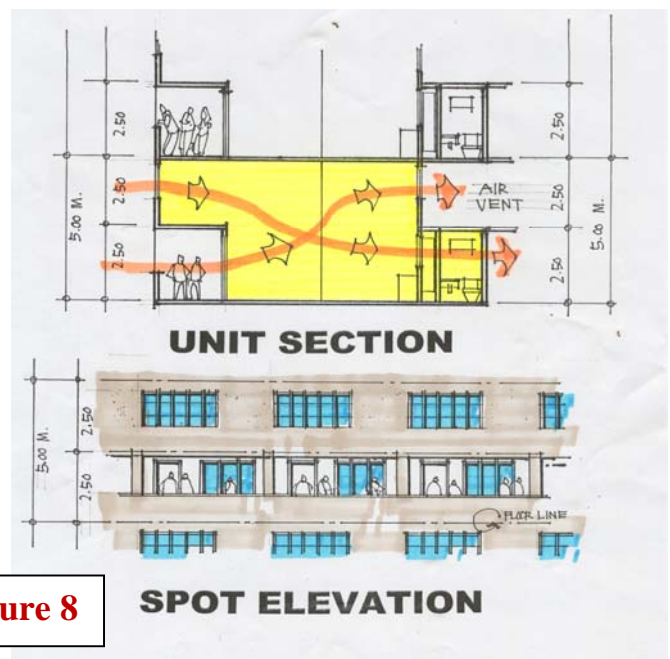 2.50
2.50
2.50
5.00 M.
2.50
2.50
2.50
5.00 M.
AIR
VENT
UNIT SECTION
2.50
2.50
5.00 M.
FLOOR LINE
ure 8
SPOT ELEVATION